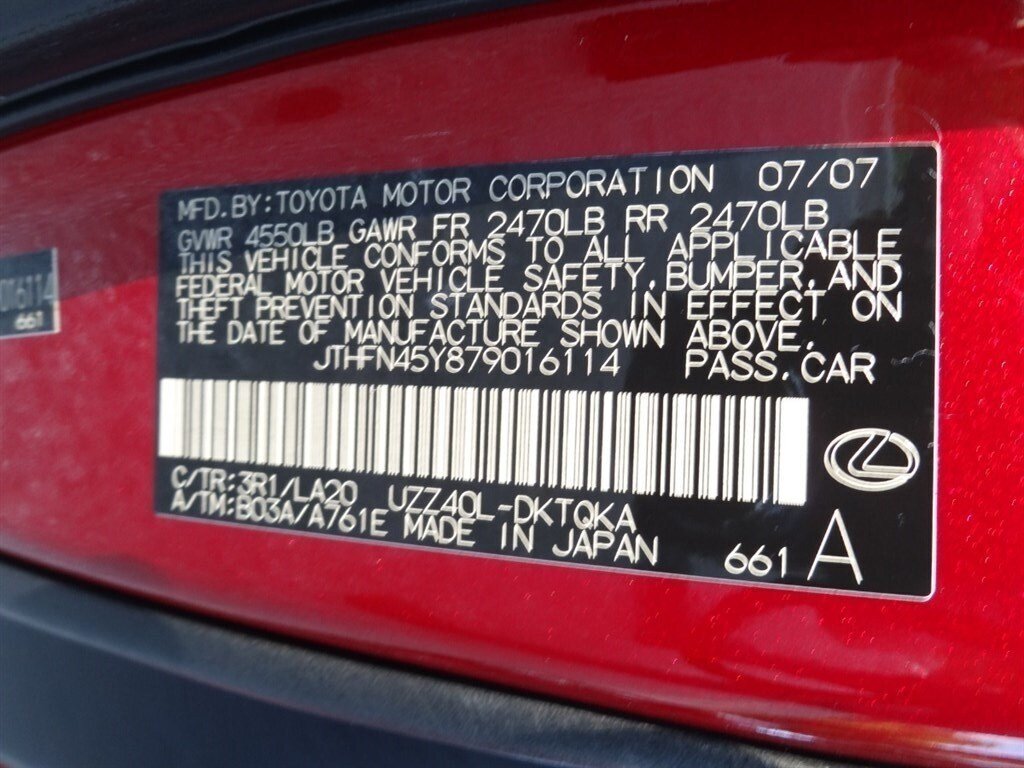 MFD.BY:TOYOTA MOTOR CORPORATION 07/07
GVWR 4550LB GAWR FR 2470LB RR 2470LB
THIS VEHICLE CONFORMS TO ALL APPLICABLE
FEDERAL MOTOR VEHICLE SAFETY,BUMPER,AND
THEFT PREVENTION STANDARDS IN EFFECT ON
THE DATE OF MANUFACTURE SHOWN ABOVE.
JTHFN45Y879016114 PASS.CAR
C/TR:3R1/LA20 UZZ40L-DKTQKA
A/TM:B03A/A761E MADE IN JAPAN
661 A
016114
661